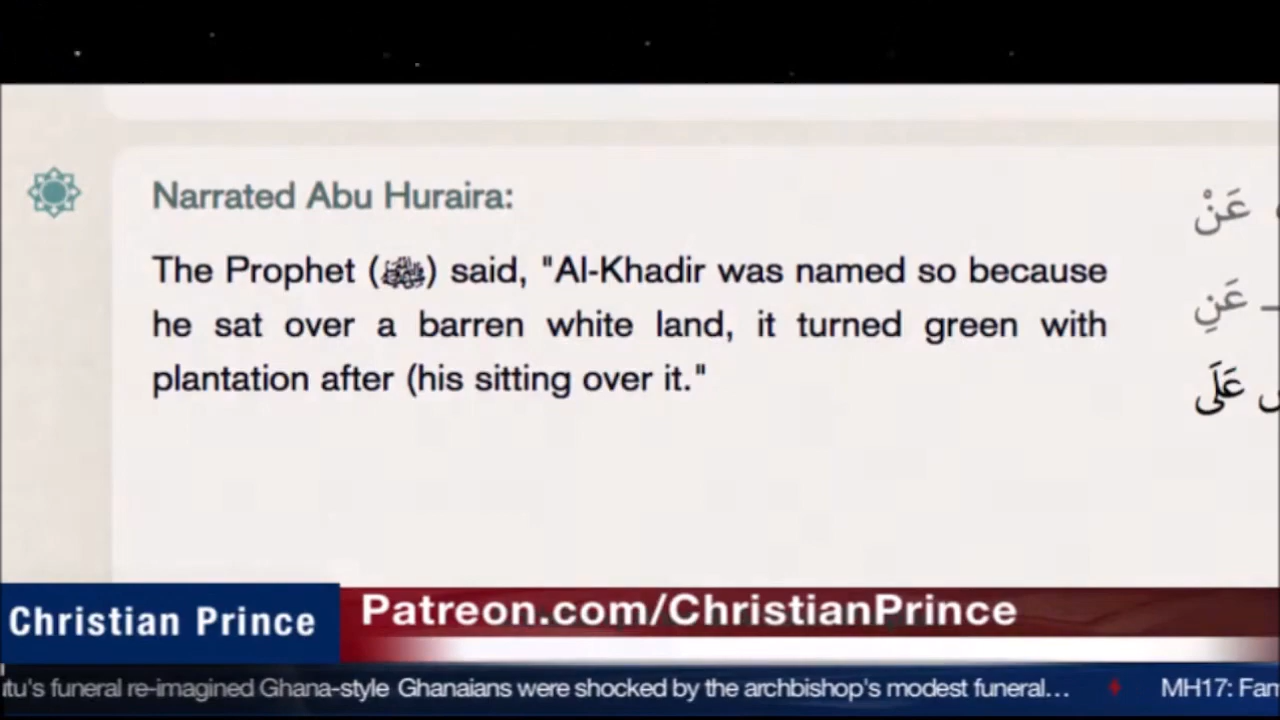 Narrated Abu Huraira:
عَنْ
The Prophet (ﷺ) said, "Al-Khadir was named so because
عَنِ
he sat over a barren white land, it turned green with
عَلَى
plantation after (his sitting over it."
Christian Prince
Patreon.com/ChristianPrince
tu's funeral re-imagined Ghana-style Ghanaians were shocked by the archbishop's modest funeral... MH17: